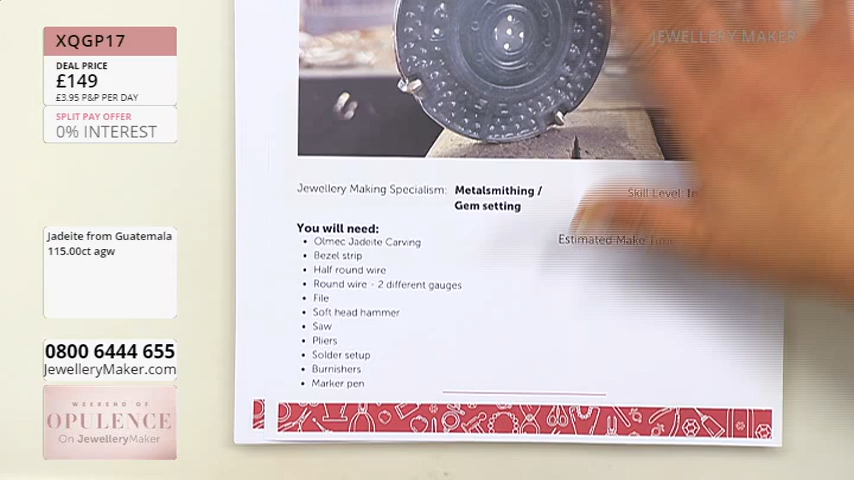 XQGP17
DEAL PRICE
£149
£3.95 P&P PER DAY
SPLIT PAY OFFER
0% INTEREST
Jadeite from Guatemala
115.00ct agw
0800 6444 655
JewelleryMaker.com
WEEKEND OF
OPULENCE
On JewelleryMaker
JEWELLERY MAKER
Jewellery Making Specialism: Metalsmithing /
Gem setting
Skill Level:
Estimated Make Time
You will need:
• Olmec Jadeite Carving
• Bezel strip
• Half round wire
• Round wire - 2 different gauges
• File
• Soft head hammer
• Saw
• Pliers
• Solder setup
• Burnishers
• Marker pen